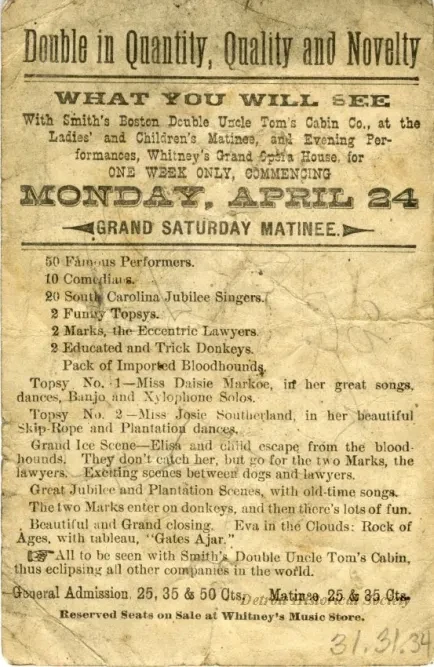 Double in Quantity, Quality and Novelty
WHAT YOU WILL SEE
With Smith's Boston Double Uncle Tom's Cabin Co., at the
Ladies' and Children's Matinee, and Evening Per-
formances, Whitney's Grand Opera House, for
ONE WEEK ONLY, COMMENCING
MONDAY, APRIL 24
GRAND SATURDAY MATINEE.
50 Famous Performers.
10 Comedians.
20 South Carolina Jubilee Singers.
2 Funny Topsys.
2 Marks, the Eccentric Lawyers.
2 Educated and Trick Donkeys.
Pack of Imported Bloodhounds.
Topsy No. 1—Miss Daisie Markoe, in her great songs,
dances, Banjo and Xylophone Solos.
Topsy No. 2—Miss Josie Southerland, in her beautiful
Skip-Rope and Plantation dances.
Grand Ice Scene—Elisa and child escape from the blood-
hounds. They don't catch her, but go for the two Marks, the
lawyers. Exciting scenes between dogs and lawyers.
Great Jubilee and Plantation Scenes, with old-time songs.
The two Marks enter on donkeys, and then there's lots of fun.
Beautiful and Grand closing. Eva in the Clouds: Rock of
Ages, with tableau, "Gates Ajar."
☞All to be seen with Smith's Double Uncle Tom's Cabin,
thus eclipsing all other companies in the world.
General Admission, 25, 35 & 50 Cts, Matinee, 25 & 35 Cts.
Detroit Historical Society
Reserved Seats on Sale at Whitney's Music Store.
31.31.34